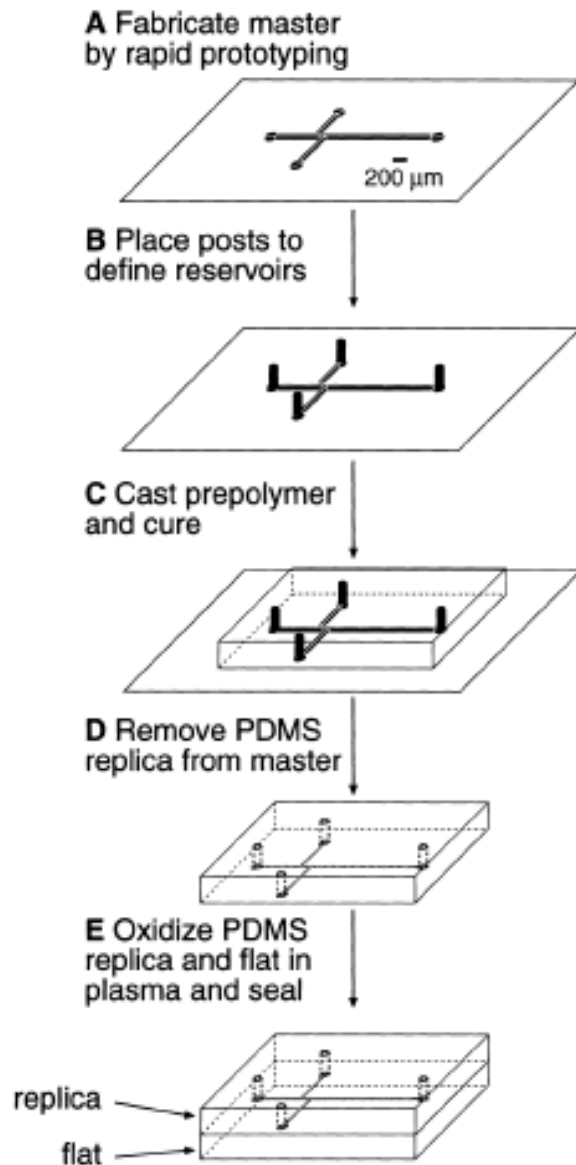 A Fabricate master
by rapid prototyping
200 μm
B Place posts to
define reservoirs
C Cast prepolymer
and cure
D Remove PDMS
replica from master
E Oxidize PDMS
replica and flat in
plasma and seal
replica
flat